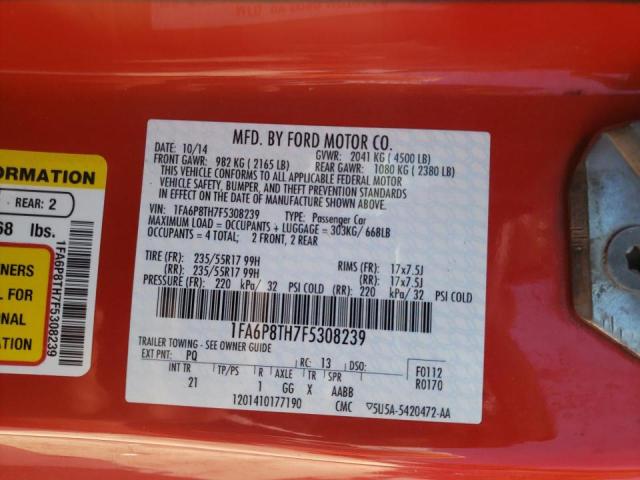 MFD. BY FORD MOTOR CO.
10/14 GVWR: 2041 KG ( 4500 LB)
FRONT GAWR: 982 KG ( 2165 LB) REAR GAWR: 1080 KG ( 2380 LB)
THIS VEHICLE CONFORMS TO ALL APPLICABLE FEDERAL MOTOR
VEHICLE SAFETY, BUMPER, AND THEFT PREVENTION STANDARDS
IN EFFECT ON THE DATE OF MANUFACTURE SHOWN
ABOVE.
VIN: 1FA6P8TH7F5308239 TYPE: Passenger Car
MAXIMUM LOAD = OCCUPANTS + LUGGAGE = 303KG/ 668LB
OCCUPANTS = 4 TOTAL; 2 FRONT, 2 REAR
TIRE (FR): 235/55R17 99H RIMS (FR): 17x7.5J
(RR): 235/55R17 99H (RR): 17x7.5J
PRESSURE (FR): 220 kPa/ 32 PSI COLD (RR): 220 kPa/ 32 PSI COLD
1FA6P8TH7F5308239
TRAILER TOWING - SEE OWNER GUIDE
EXT PNT: PQ RC: 13 DSO: F0112
INT TR TP/PS R AXLE TR SPR R0170
21 1 GG X AABB
1201410177190 CMC 5U5A-5420472-AA
FORMATION
REAR: 2
68 lbs.
NERS
L FOR
ONAL
ON
1FA6P8TH7F5308239